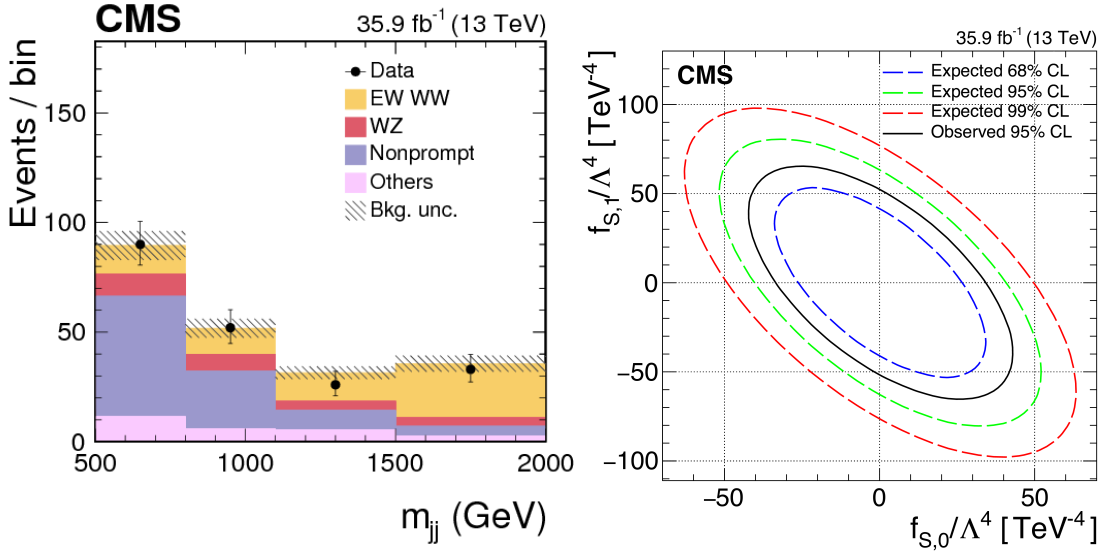 CMS 35.9 fb⁻¹ (13 TeV)
Events / bin
150
100
50
0
Data
EW WW
WZ
Nonprompt
Others
Bkg. unc.
500 1000 1500 2000
m_jj (GeV)
35.9 fb⁻¹ (13 TeV)
CMS
Expected 68% CL
Expected 95% CL
Expected 99% CL
Observed 95% CL
f_S,1/Λ⁴ [ TeV⁻⁴]
100
50
0
−50
−100
−50 0 50
f_S,0/Λ⁴ [ TeV⁻⁴]